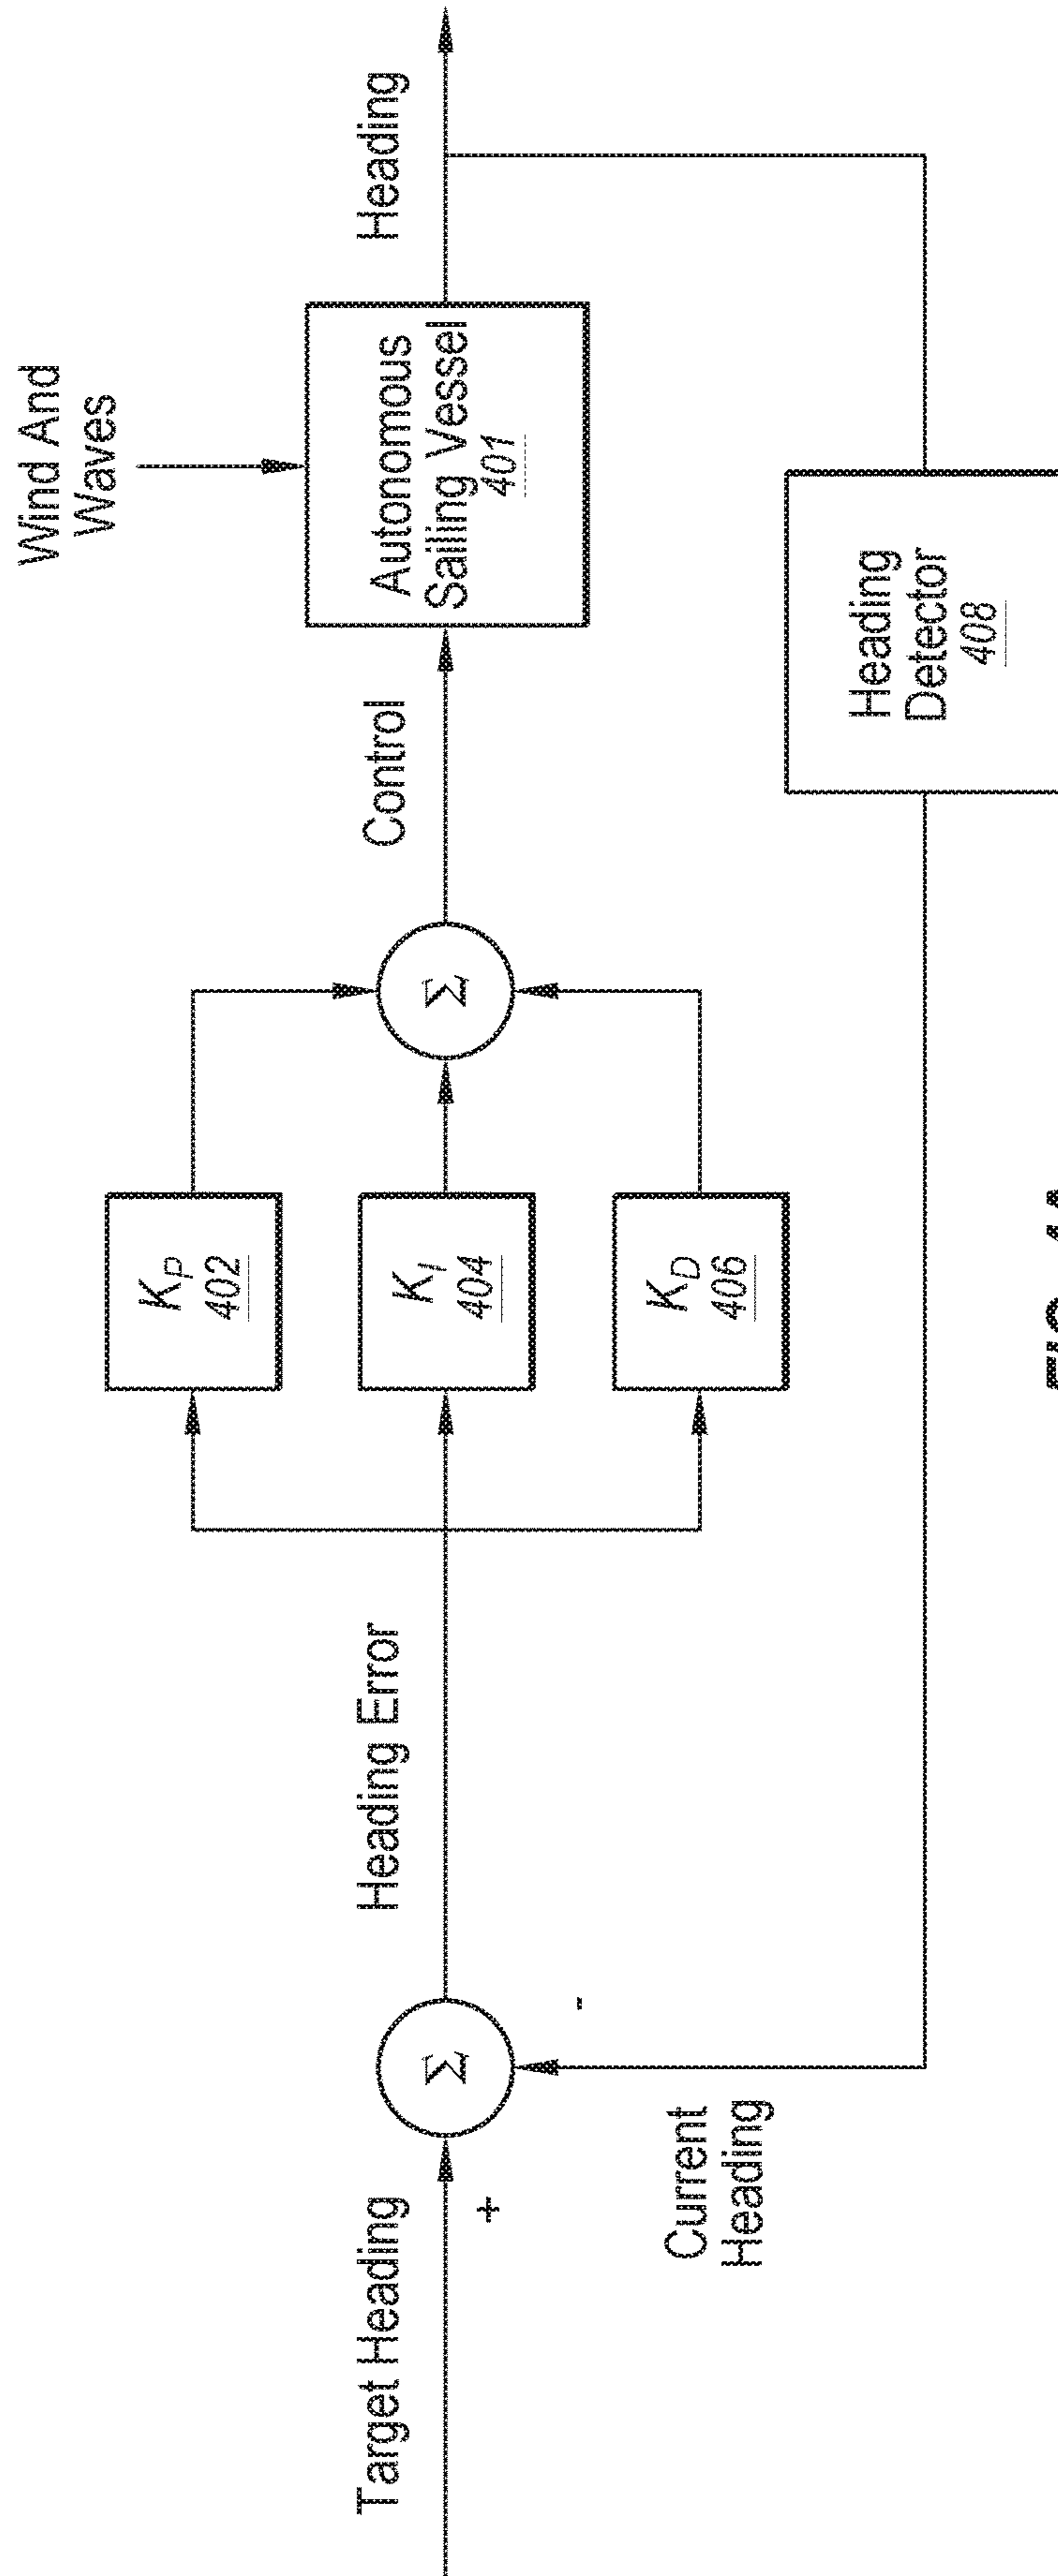 Wind And
Waves
Target Heading
+
Σ
Heading Error
K_P
402
K_I
404
K_D
406
Σ
Control
Autonomous
Sailing Vessel
401
Heading
-
Current
Heading
Heading
Detector
408